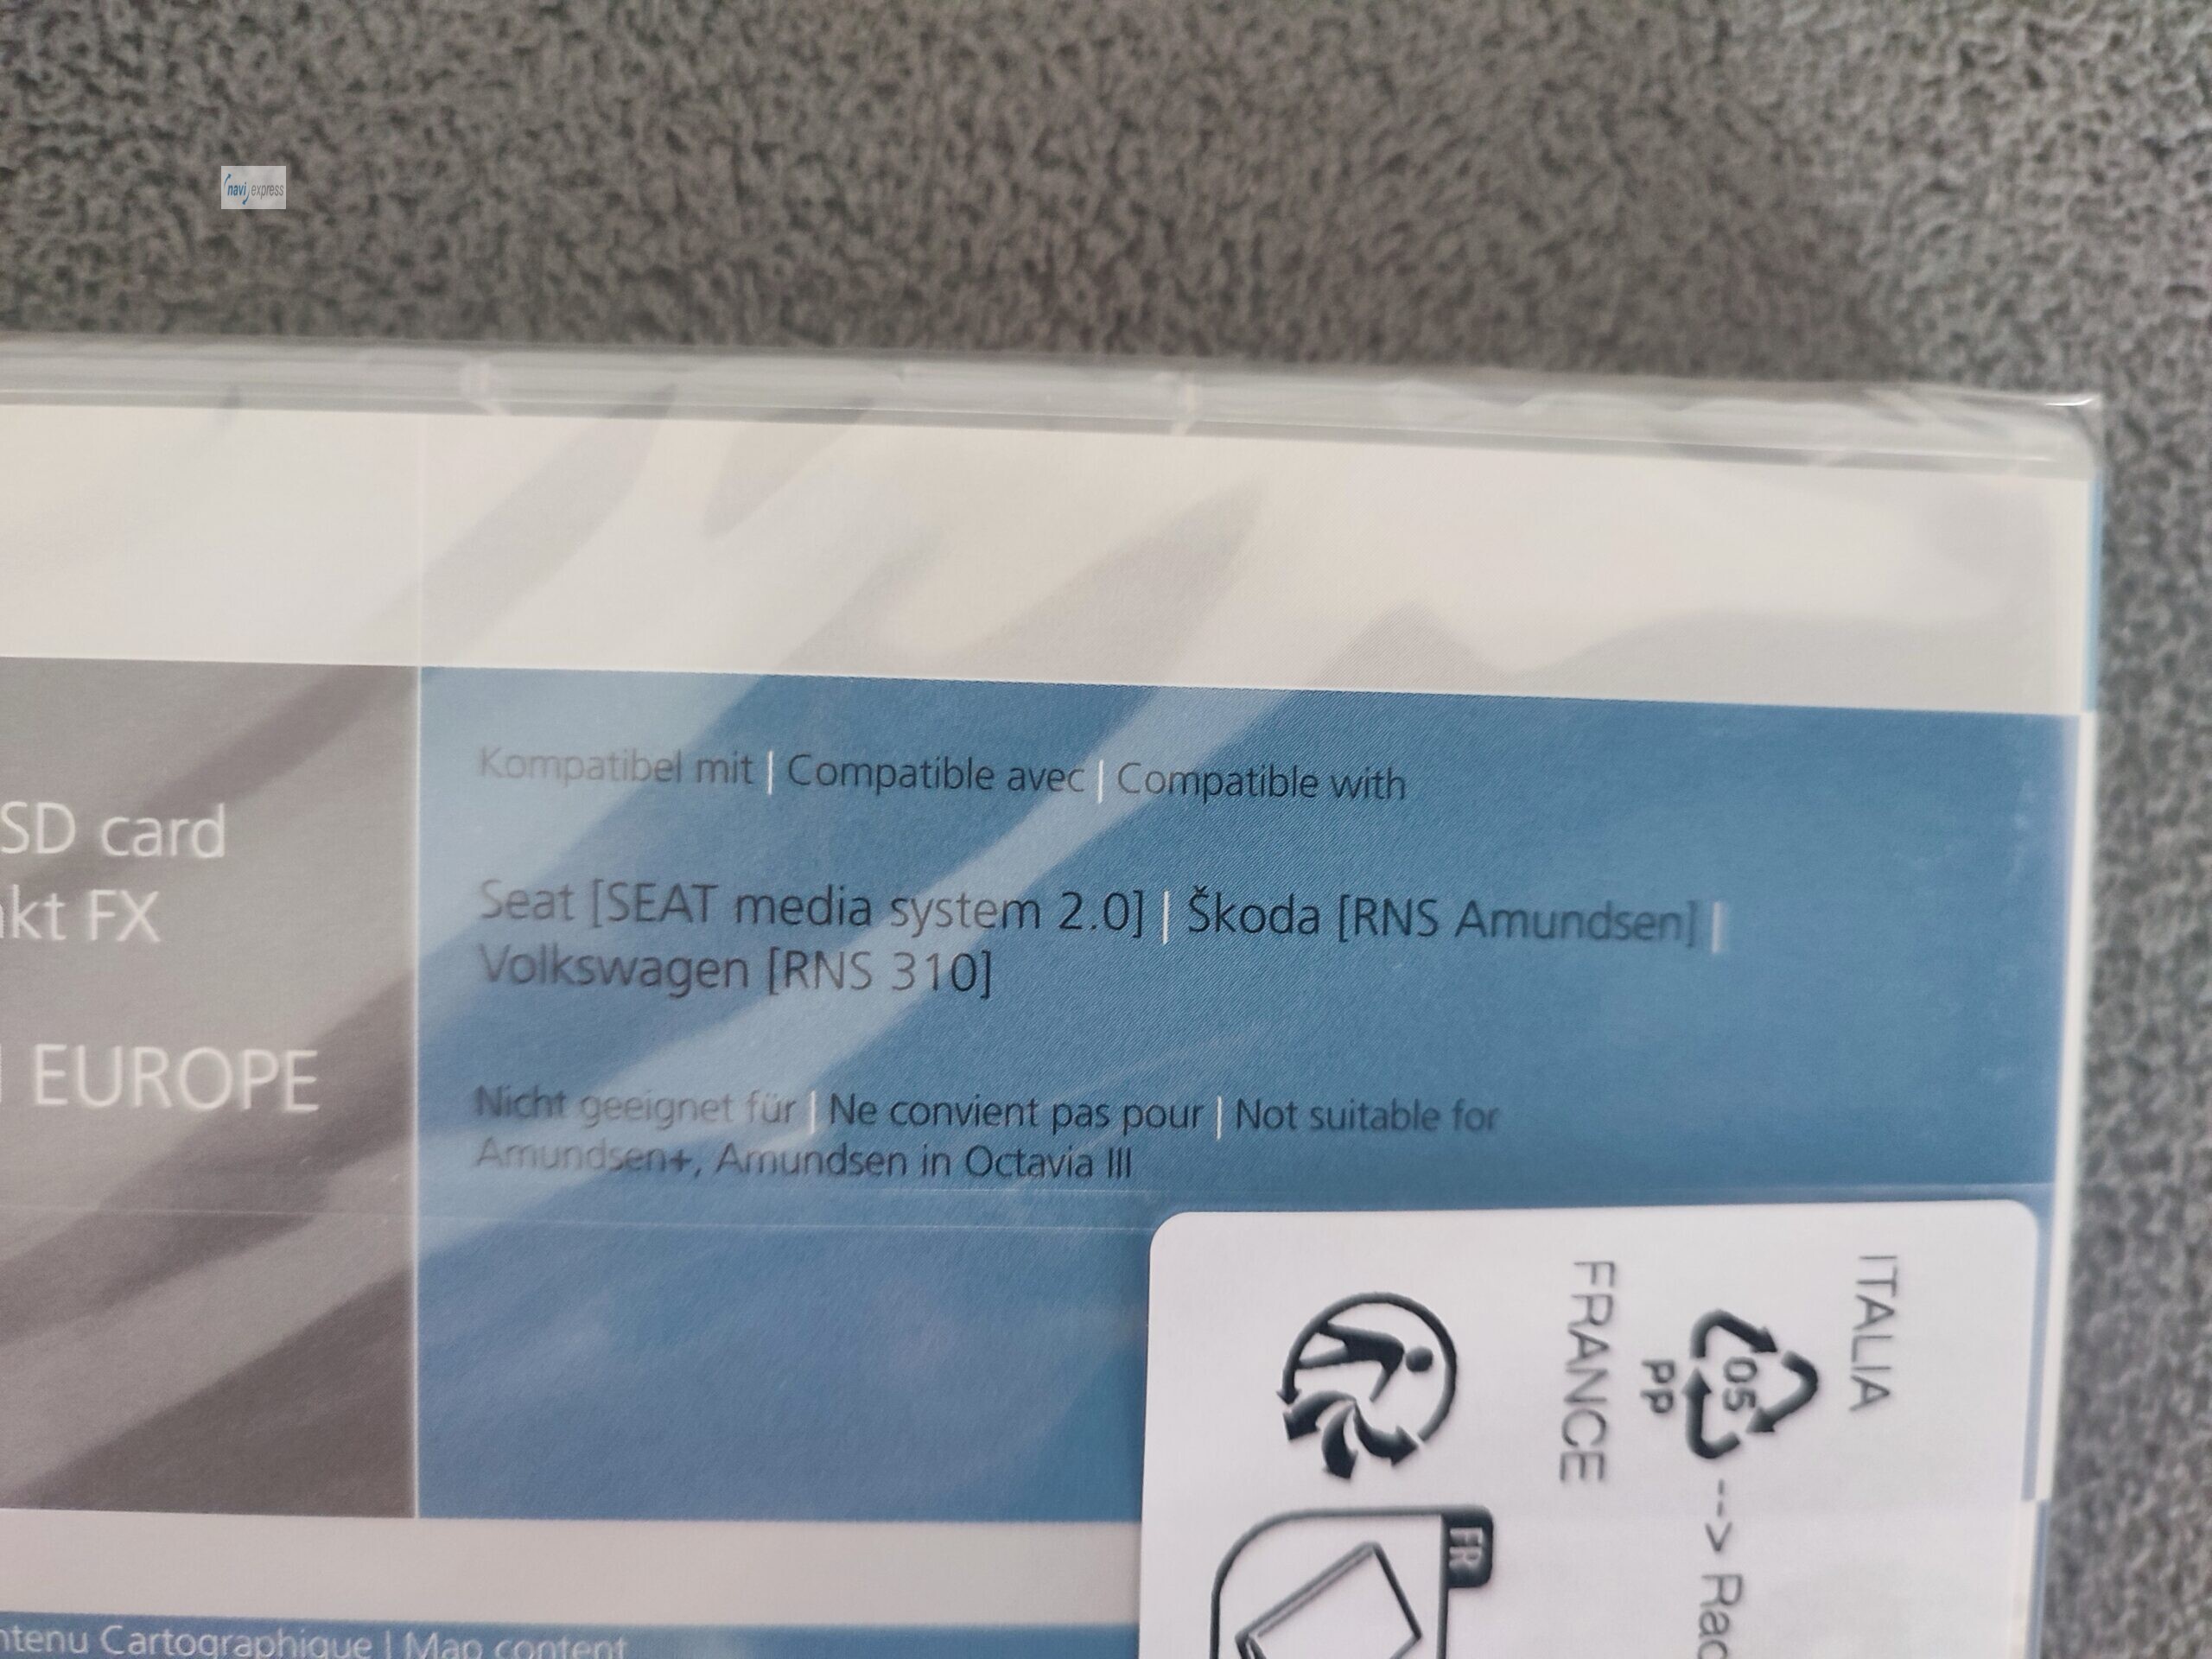 navi express
Kompatibel mit | Compatible avec | Compatible with
SD card
kt FX
EUROPE
Seat [SEAT media system 2.0] | Škoda [RNS Amundsen] |
Volkswagen [RNS 310]
Nicht geeignet für | Ne convient pas pour | Not suitable for
Amundsen+, Amundsen in Octavia III
ITALIA
05
PP
--> Rac
FRANCE
FR
ntenu Cartographique | Map content